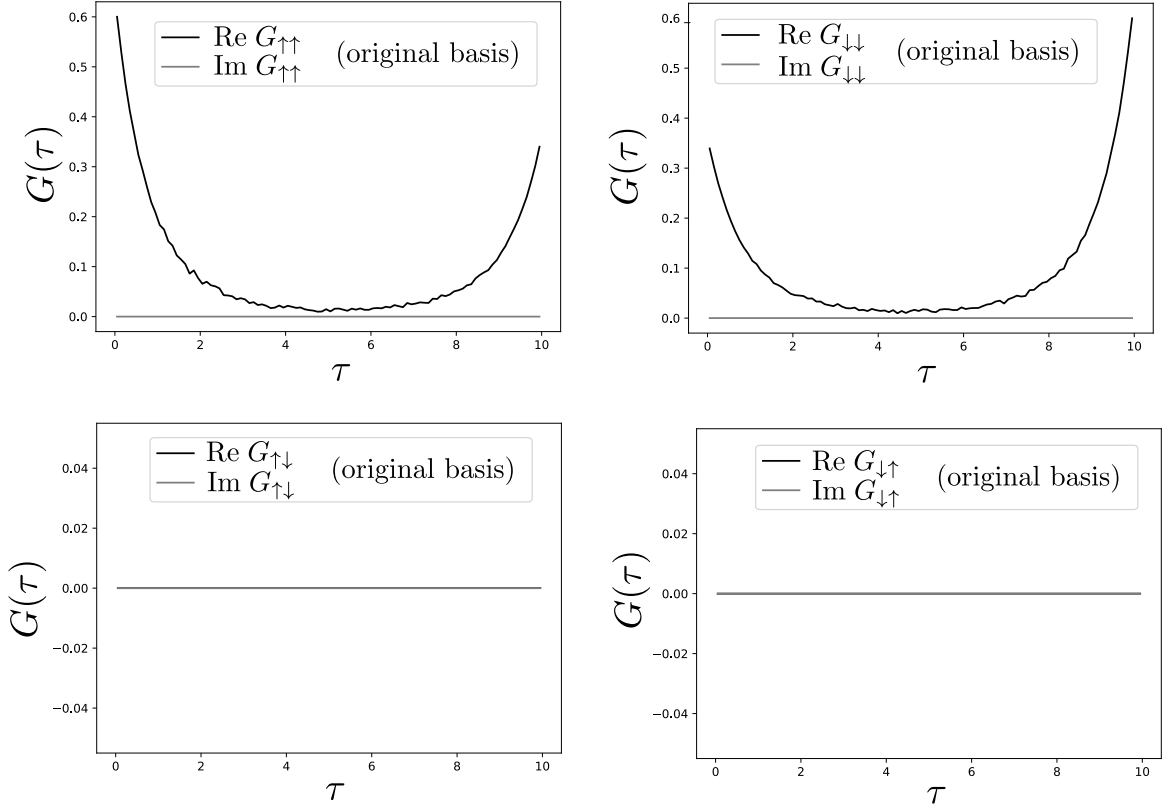 Re G↑↑ (original basis)
Im G↑↑
G(τ)
0.6
0.5
0.4
0.3
0.2
0.1
0.0
0 2 4 6 8 10
τ
Re G↓↓ (original basis)
Im G↓↓
G(τ)
0.6
0.5
0.4
0.3
0.2
0.1
0.0
0 2 4 6 8 10
τ
Re G↑↓ (original basis)
Im G↑↓
G(τ)
0.04
0.02
0.00
−0.02
−0.04
0 2 4 6 8 10
τ
Re G↓↑ (original basis)
Im G↓↑
G(τ)
0.04
0.02
0.00
−0.02
−0.04
0 2 4 6 8 10
τ